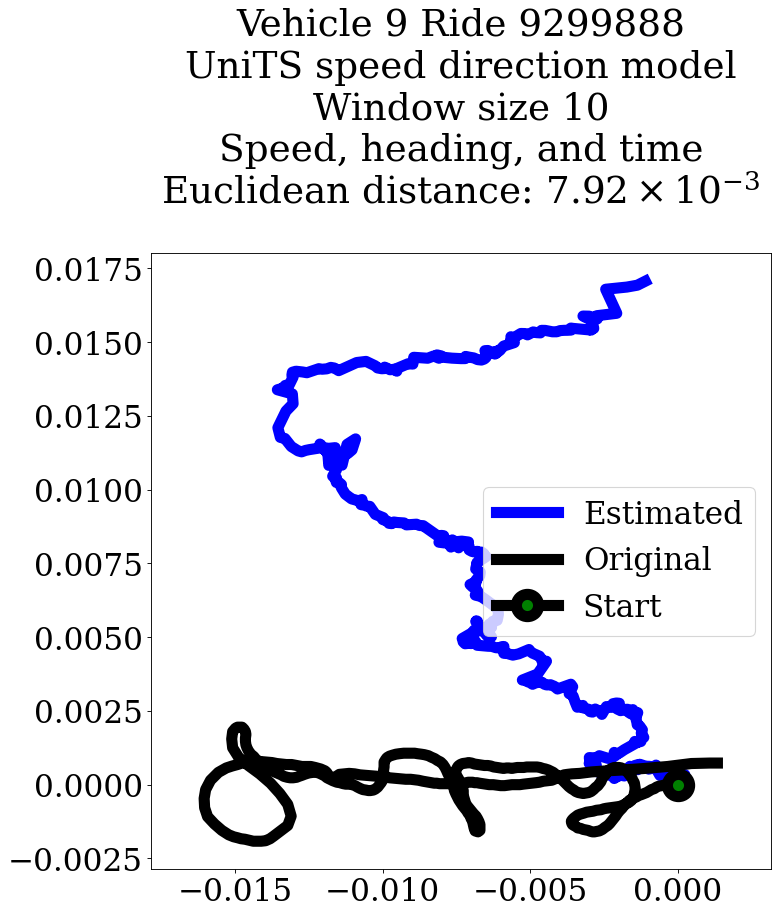 Vehicle 9 Ride 9299888
UniTS speed direction model
Window size 10
Speed, heading, and time
Euclidean distance: 7.92 × 10⁻³
0.0175
0.0150
0.0125
0.0100
0.0075
0.0050
0.0025
0.0000
−0.0025
Estimated
Original
Start
−0.015 −0.010 −0.005 0.000